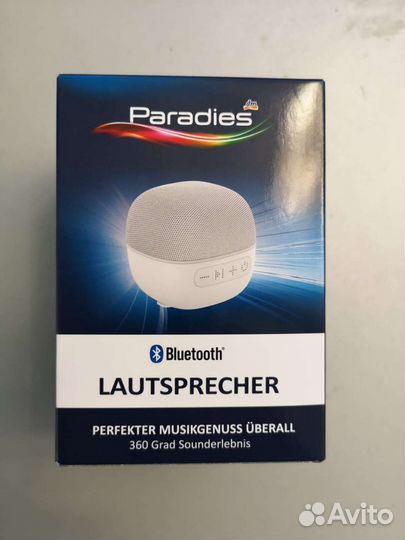 dm
Paradies
Bluetooth®
LAUTSPRECHER
PERFEKTER MUSIKGENUSS ÜBERALL
360 Grad Sounderlebnis
Avito